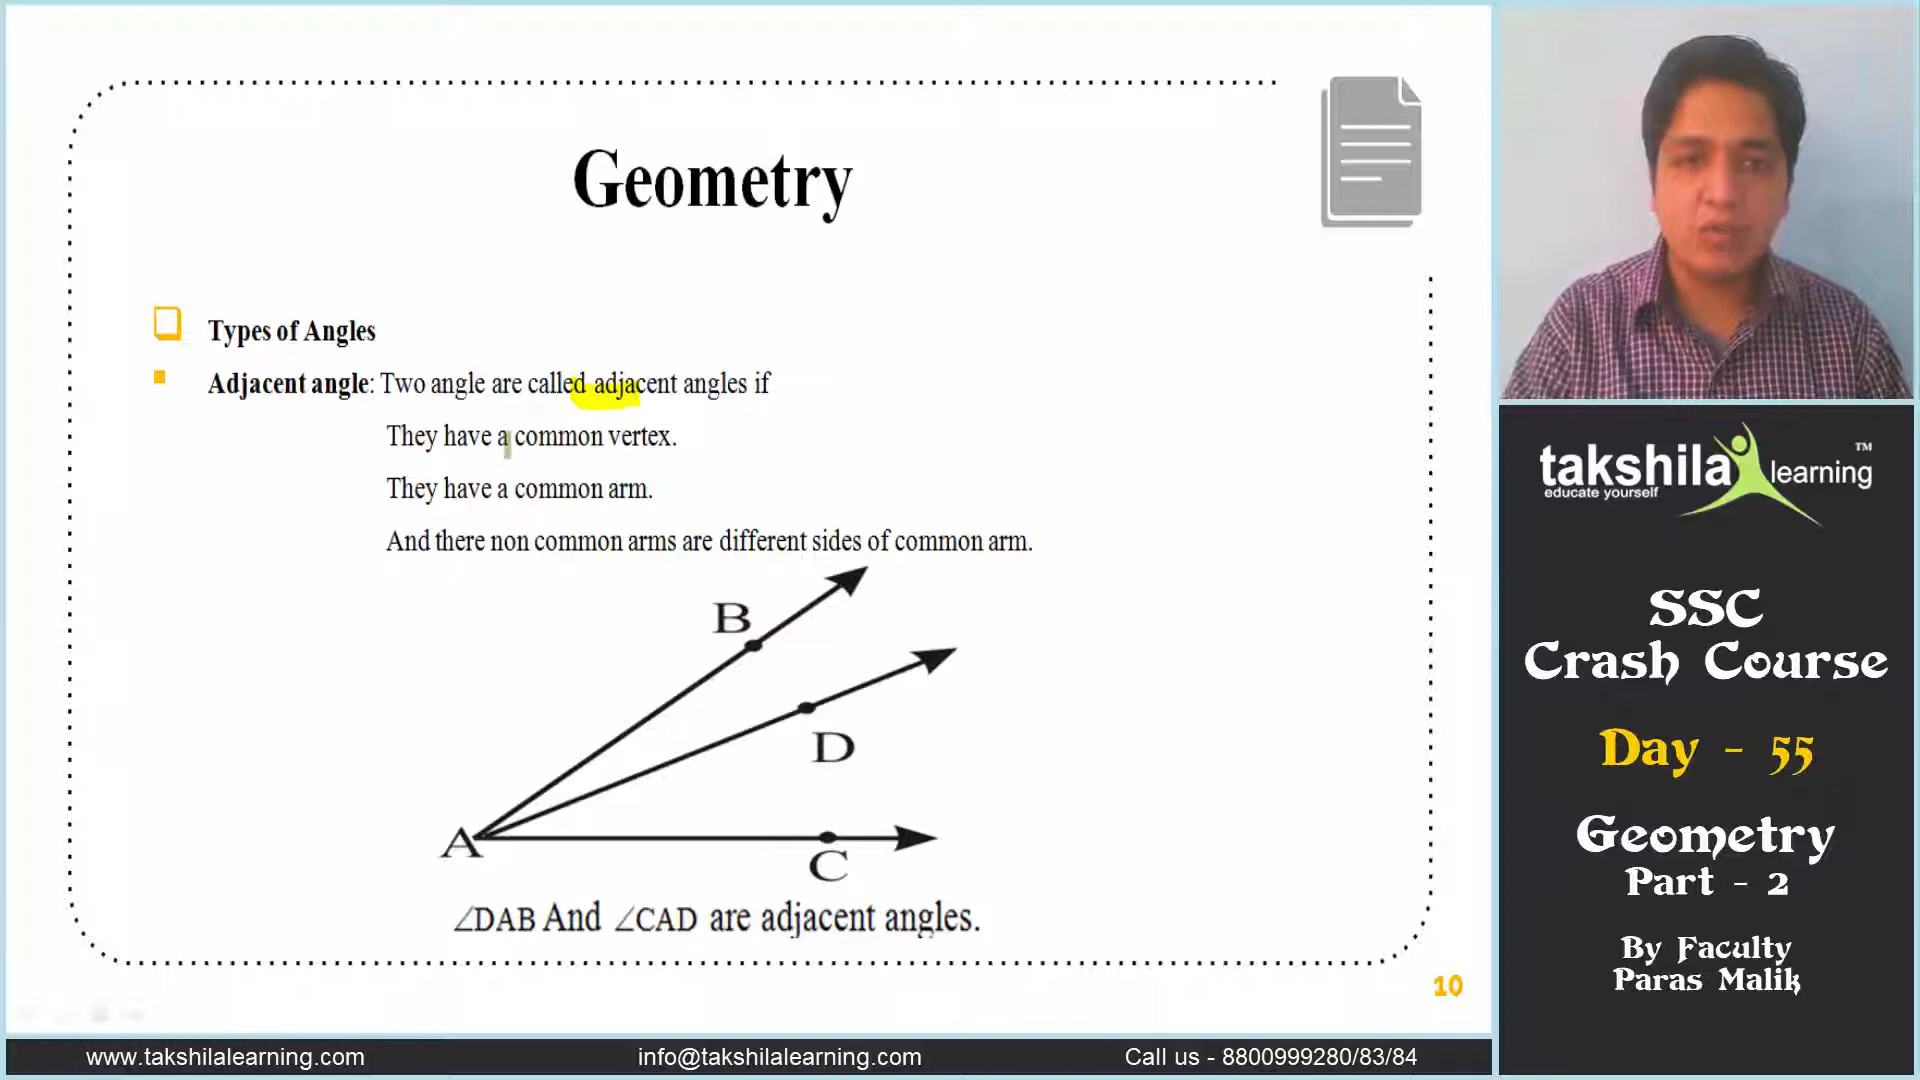 Geometry
Types of Angles
Adjacent angle: Two angle are called adjacent angles if
They have a common vertex.
They have a common arm.
And there non common arms are different sides of common arm.
B
D
A
C
∠DAB And ∠CAD are adjacent angles.
10
takshila learning ™
educate yourself
SSC
Crash Course
Day - 55
Geometry
Part - 2
By Faculty
Paras Malik
www.takshilalearning.com
info@takshilalearning.com
Call us - 8800999280/83/84